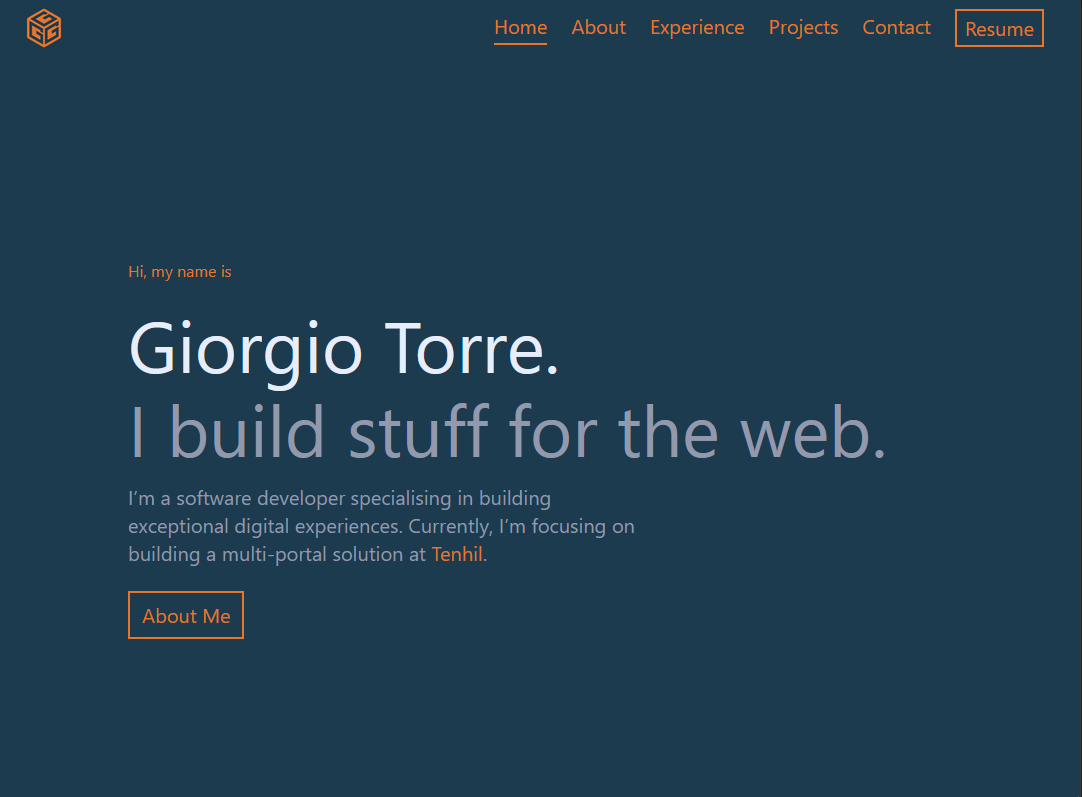 Home About Experience Projects Contact Resume
Hi, my name is
Giorgio Torre.
I build stuff for the web.
I’m a software developer specialising in building
exceptional digital experiences. Currently, I’m focusing on
building a multi-portal solution at Tenhil.
About Me